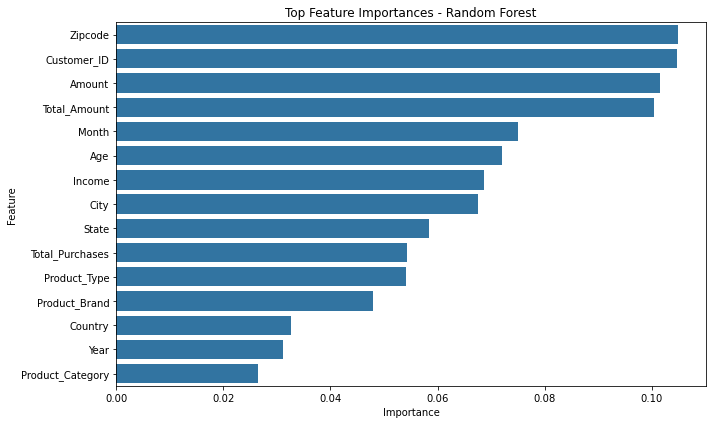 Top Feature Importances - Random Forest
Feature
Zipcode
Customer_ID
Amount
Total_Amount
Month
Age
Income
City
State
Total_Purchases
Product_Type
Product_Brand
Country
Year
Product_Category
0.00 0.02 0.04 0.06 0.08 0.10
Importance